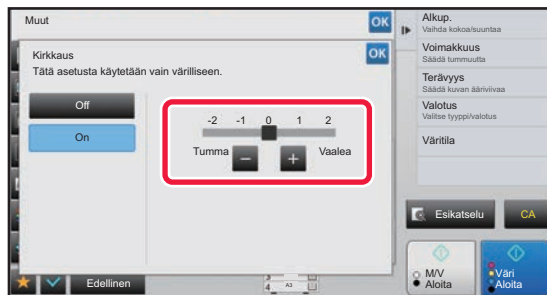 Muut
OK
Kirkkaus
OK
Tätä asetusta käytetään vain värilliseen.
Off
On
-2 -1 0 1 2
Tumma − + Vaalea
Edellinen
3
4 A3
Alkup.
Vaihda kokoa/suuntaa
Voimakkuus
Säädä tummuutta
Terävyys
Säädä kuvan ääriviivaa
Valotus
Valitse tyyppi/valotus
Väritila
Esikatselu
CA
M/V
Aloita
Väri
Aloita